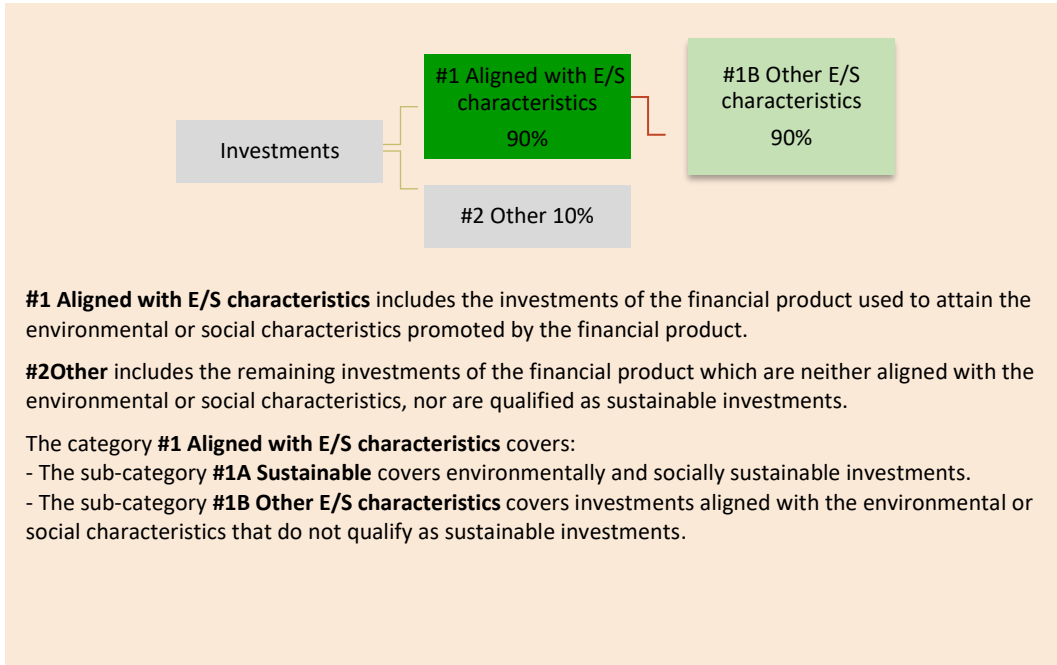 #1 Aligned with E/S
characteristics
90%
#1B Other E/S
characteristics
90%
Investments
#2 Other 10%
#1 Aligned with E/S characteristics includes the investments of the financial product used to attain the
environmental or social characteristics promoted by the financial product.
#2Other includes the remaining investments of the financial product which are neither aligned with the
environmental or social characteristics, nor are qualified as sustainable investments.
The category #1 Aligned with E/S characteristics covers:
- The sub-category #1A Sustainable covers environmentally and socially sustainable investments.
- The sub-category #1B Other E/S characteristics covers investments aligned with the environmental or
social characteristics that do not qualify as sustainable investments.